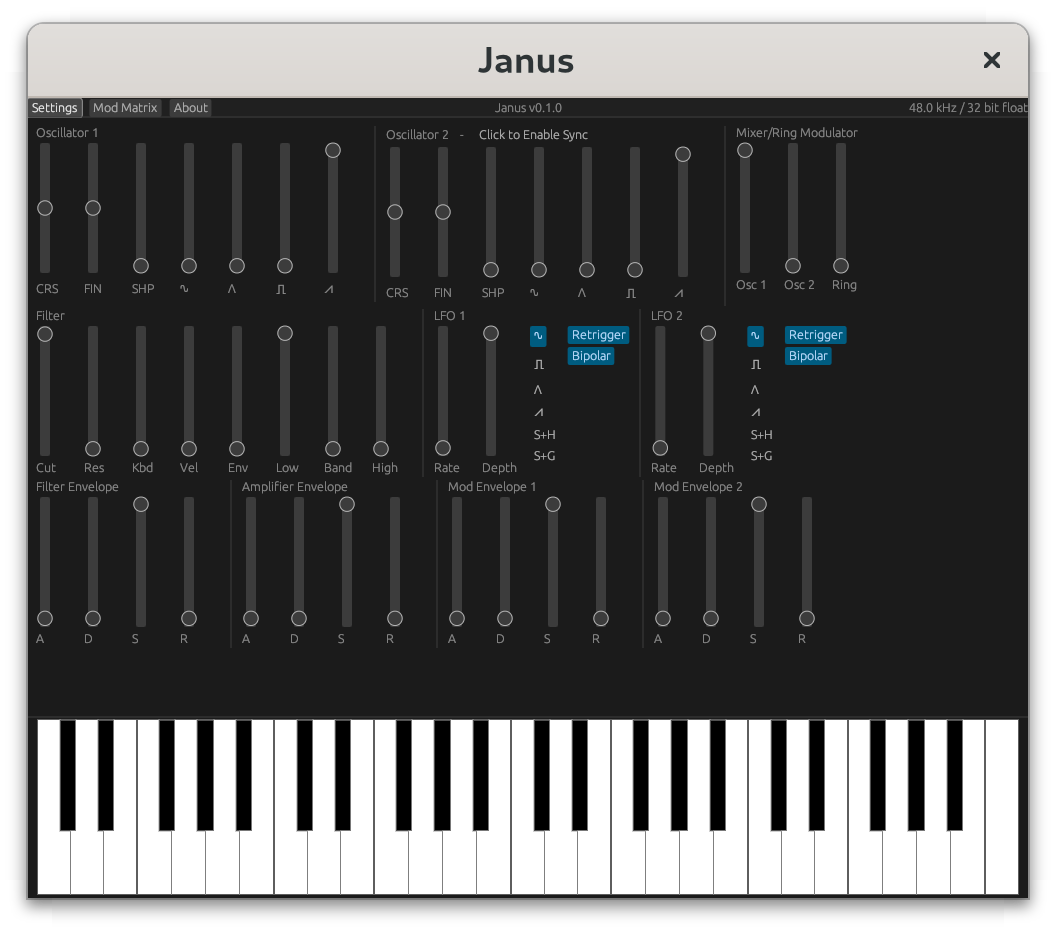 Janus
Settings Mod Matrix About Janus v0.1.0 48.0 kHz / 32 bit float
Oscillator 1
CRS FIN SHP
Oscillator 2 - Click to Enable Sync
CRS FIN SHP
Mixer/Ring Modulator
Osc 1 Osc 2 Ring
Filter
Cut Res Kbd Vel Env Low Band High
LFO 1
Retrigger
Bipolar
S+H
S+G
Rate Depth
LFO 2
Retrigger
Bipolar
S+H
S+G
Rate Depth
Filter Envelope
A D S R
Amplifier Envelope
A D S R
Mod Envelope 1
A D S R
Mod Envelope 2
A D S R